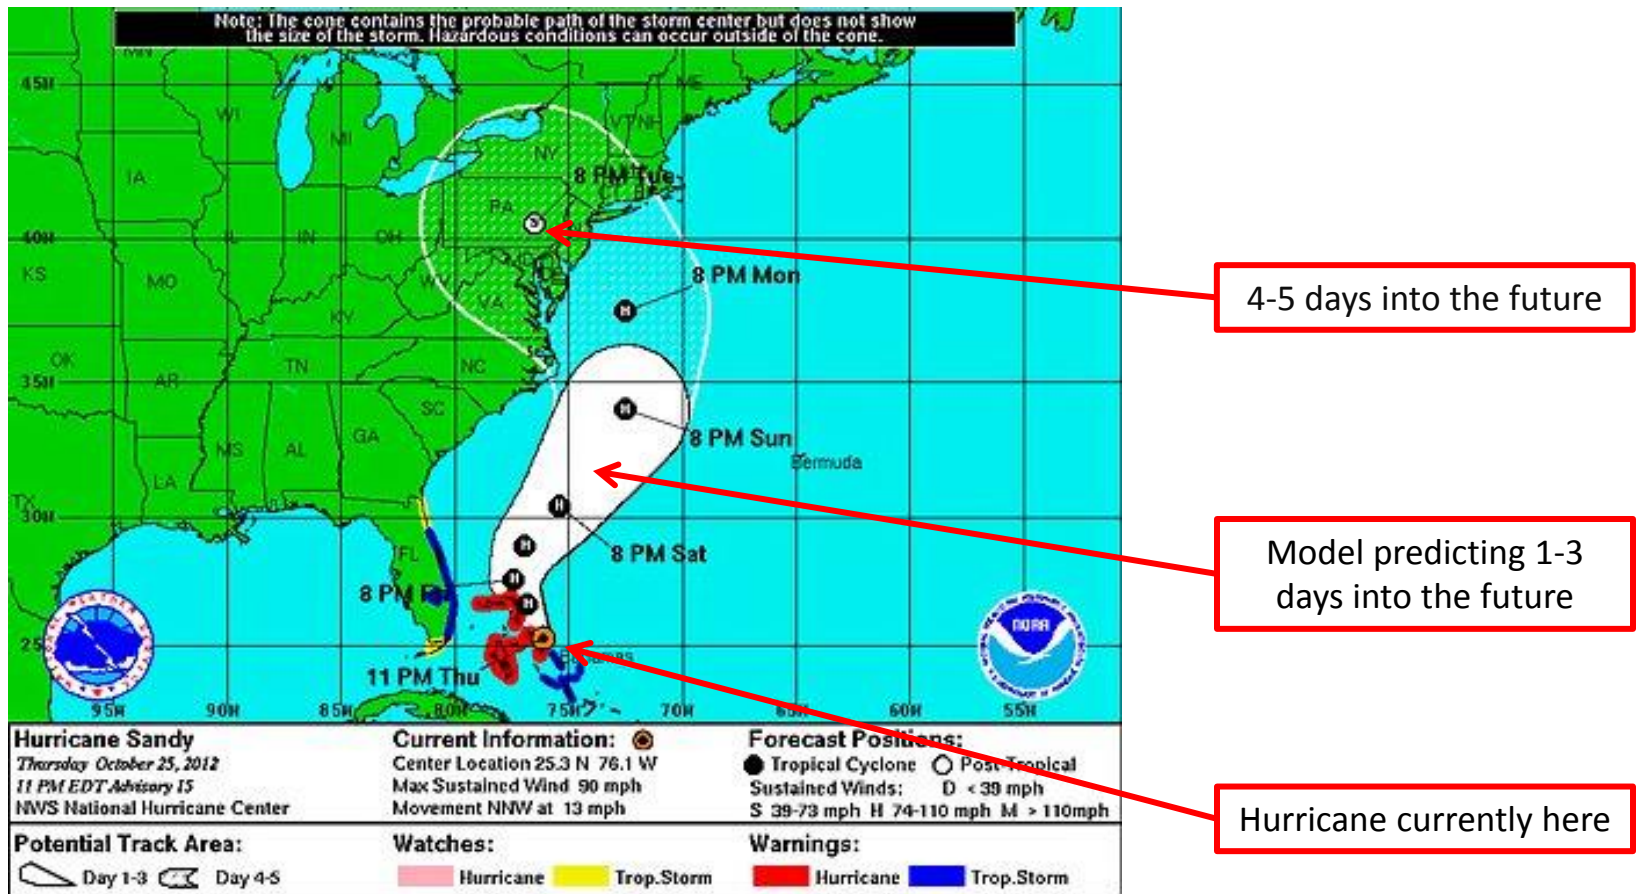 Note: The cone contains the probable path of the storm center but does not show
the size of the storm. Hazardous conditions can occur outside of the cone.
MN
45N
WI
ME
VT NH
MI
NY
IA
8 PM Tue
PA
S
40N
IL
IN
OH
KS
MO
8 PM Mon
VA
H
KY
OK
TN
NC
35N
AR
SC
H
8 PM Sun
MS
AL
GA
LA
Bermuda
TX
30N
H
FL
H
8 PM Sat
8 PM Fri
H
H
NOAA
25N
Bahamas
11 PM Thu
95W 90W 85W 80W 75W 70W 65W 60W 55W
4-5 days into the future
Model predicting 1-3
days into the future
Hurricane currently here
Hurricane Sandy
Thursday October 25, 2012
11 PM EDT Advisory 15
NWS National Hurricane Center
Current Information:
Center Location 25.3 N 76.1 W
Max Sustained Wind 90 mph
Movement NNW at 13 mph
Forecast Positions:
Tropical Cyclone Post-Tropical
Sustained Winds: D < 39 mph
S 39-73 mph H 74-110 mph M > 110mph
Potential Track Area:
Day 1-3 Day 4-5
Watches:
Hurricane Trop.Storm
Warnings:
Hurricane Trop.Storm